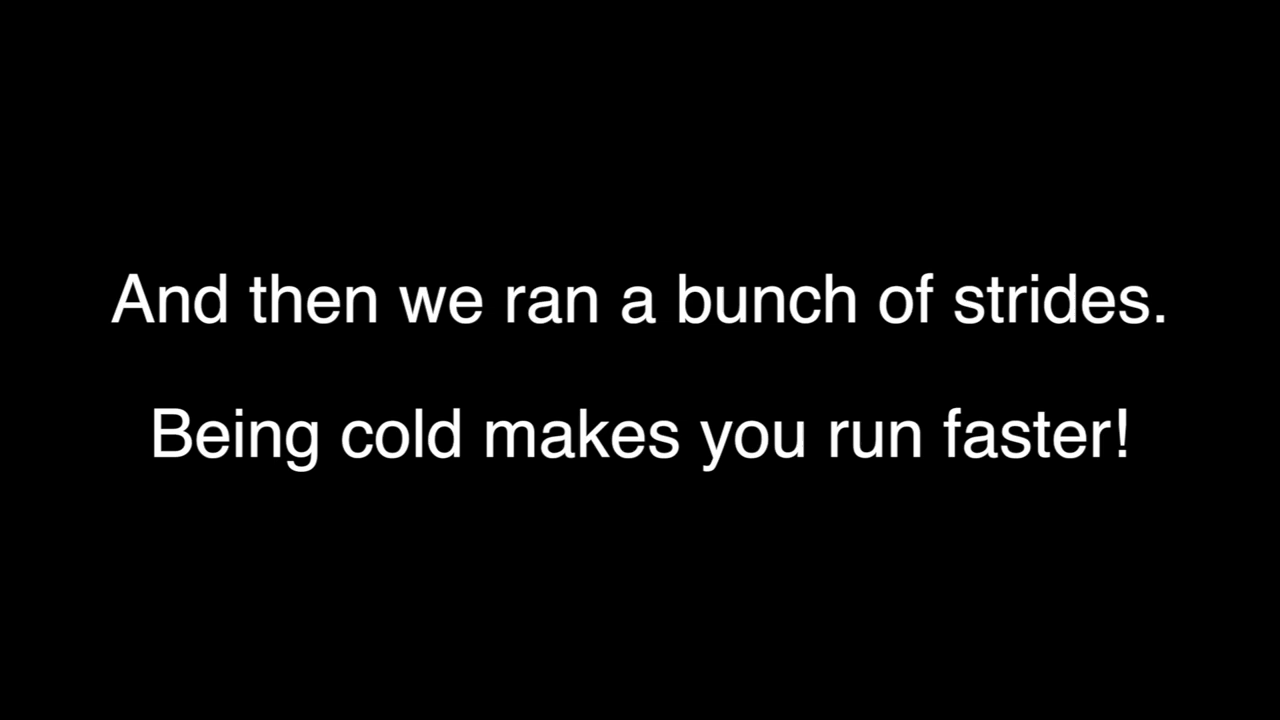 And then we ran a bunch of strides.
Being cold makes you run faster!